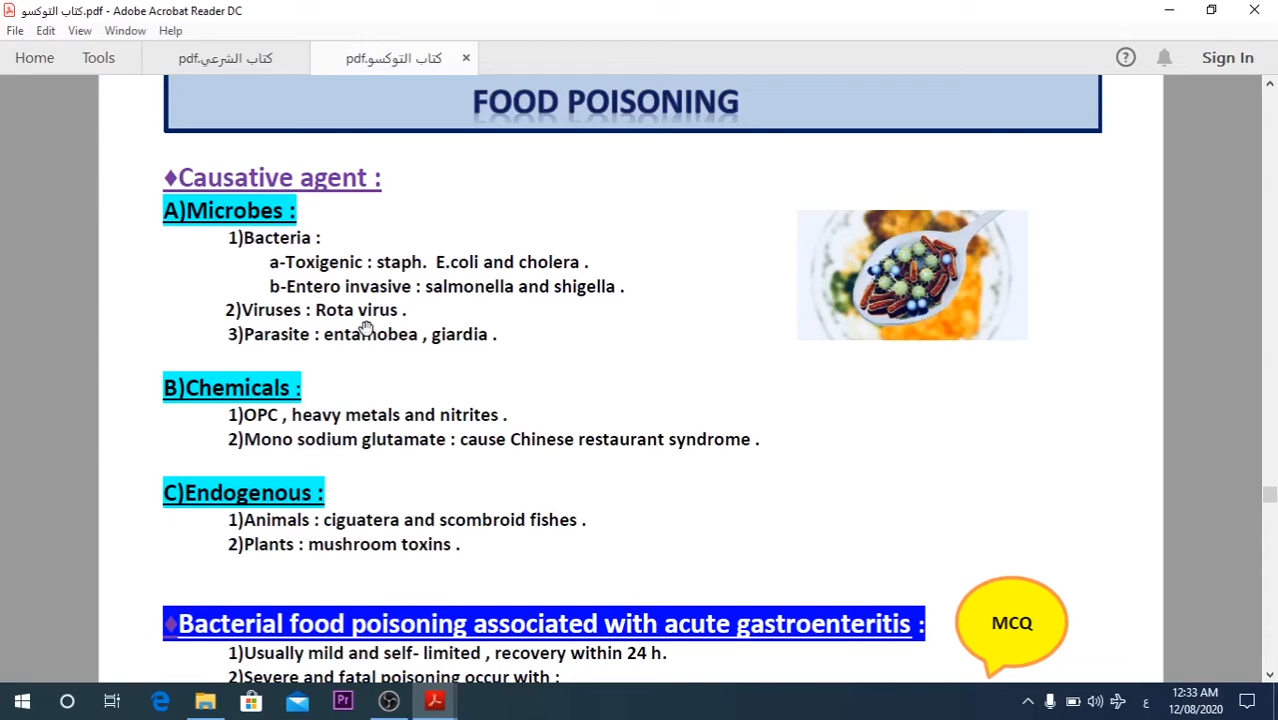 كتاب التوكسو.pdf - Adobe Acrobat Reader DC
File Edit View Window Help
Home Tools كتاب الشرعي.pdf كتاب التوكسو.pdf × ? Sign In
FOOD POISONING
♦Causative agent :
A)Microbes :
1)Bacteria :
a-Toxigenic : staph. E.coli and cholera .
b-Entero invasive : salmonella and shigella .
2)Viruses : Rota virus .
3)Parasite : entamobea , giardia .
B)Chemicals :
1)OPC , heavy metals and nitrites .
2)Mono sodium glutamate : cause Chinese restaurant syndrome .
C)Endogenous :
1)Animals : ciguatera and scombroid fishes .
2)Plants : mushroom toxins .
♦Bacterial food poisoning associated with acute gastroenteritis :
MCQ
1)Usually mild and self- limited , recovery within 24 h.
2)Severe and fatal poisoning occur with :
Pr
ع
12:33 AM
12/08/2020